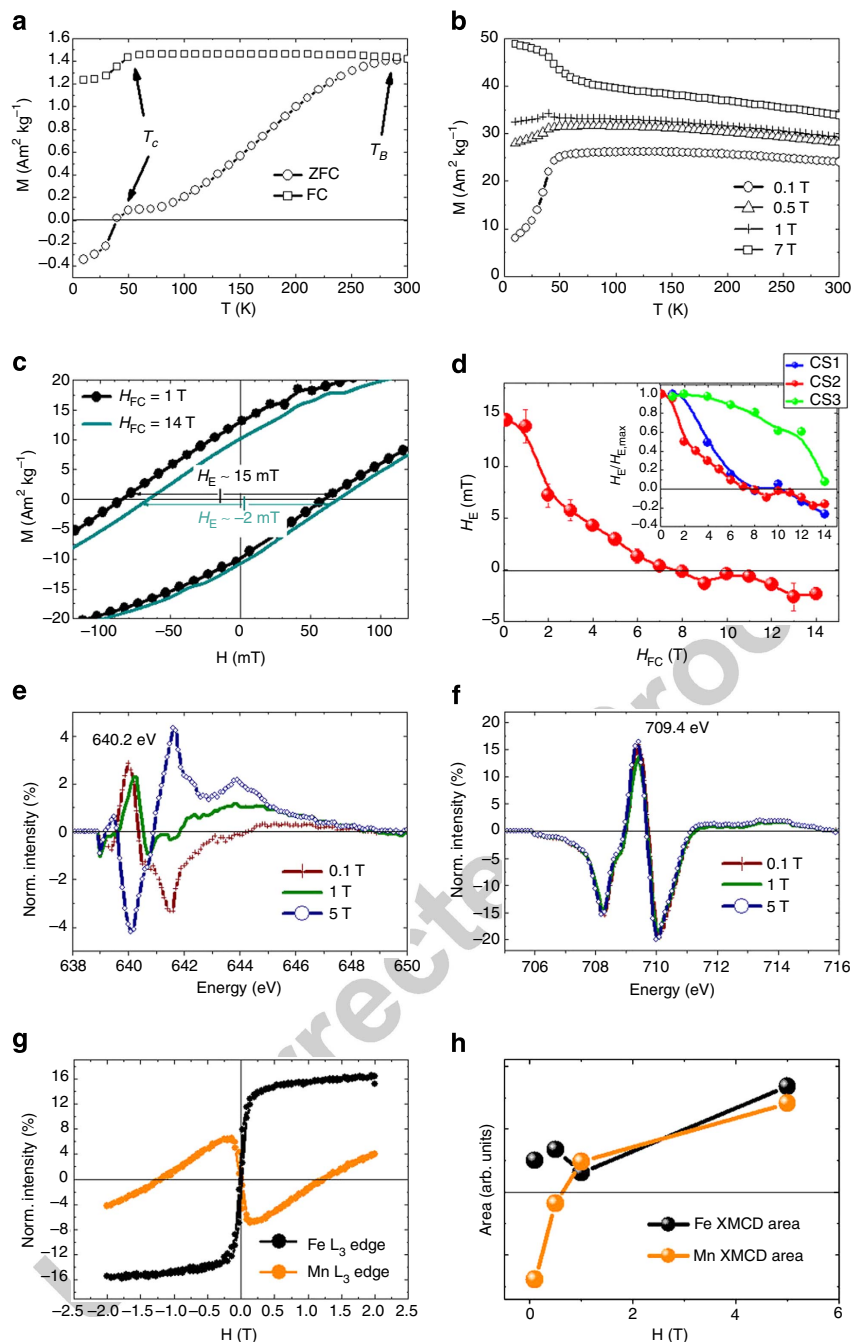 a
1.6
1.4
1.2
1.0
0.8
0.6
0.4
0.2
0.0
−0.2
−0.4
M (Am² kg⁻¹)
Tc
TB
ZFC
FC
0 50 100 150 200 250 300
T (K)
b
50
40
30
20
10
0
M (Am² kg⁻¹)
0.1 T
0.5 T
1 T
7 T
0 50 100 150 200 250 300
T (K)
c
20
15
10
5
0
−5
−10
−15
−20
M (Am² kg⁻¹)
HFC = 1 T
HFC = 14 T
HE ~ 15 mT
HE ~ −2 mT
−100 −50 0 50 100
H (mT)
d
CS1
CS2
CS3
15
10
5
0
−5
HE (mT)
1.0
0.8
0.6
0.4
0.2
0.0
−0.2
−0.4
HE/HE,max
0 2 4 6 8 10 12 14
0 2 4 6 8 10 12 14
HFC (T)
e
640.2 eV
4
2
0
−2
−4
Norm. intensity (%)
0.1 T
1 T
5 T
638 640 642 644 646 648 650
Energy (eV)
f
709.4 eV
20
15
10
5
0
−5
−10
−15
−20
Norm. intensity (%)
0.1 T
1 T
5 T
706 708 710 712 714 716
Energy (eV)
g
16
12
8
4
0
−4
−8
−12
−16
Norm. intensity (%)
Fe L₃ edge
Mn L₃ edge
−2.5 −2.0 −1.5 −1.0 −0.5 0.0 0.5 1.0 1.5 2.0 2.5
H (T)
h
Area (arb. units)
Fe XMCD area
Mn XMCD area
0 2 4 6
H (T)